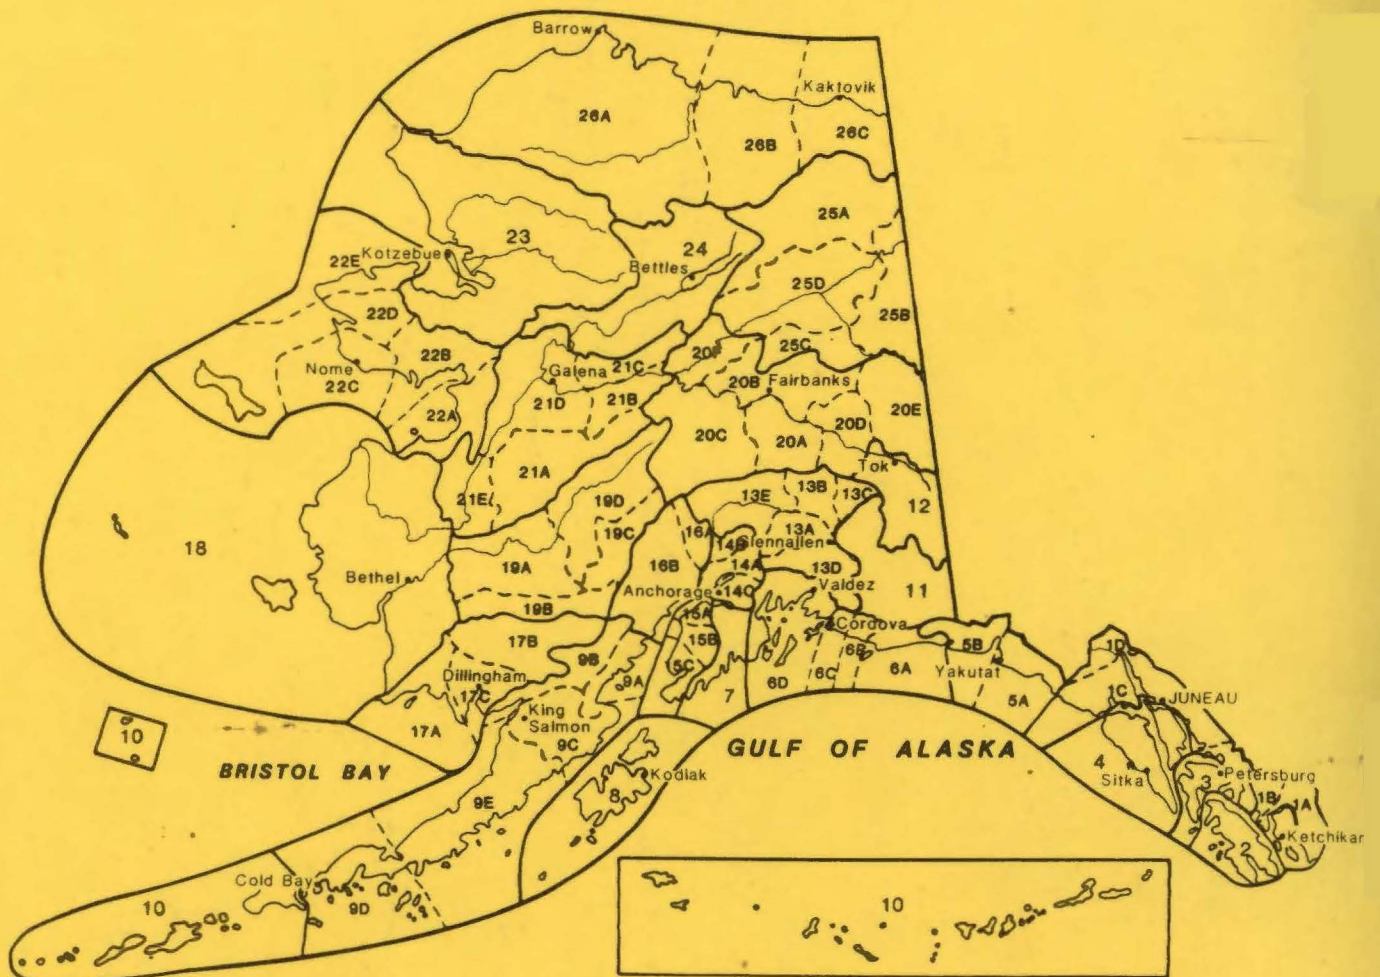 Barrow
Kaktovik
26A
26B
26C
25A
23
24
Kotzebue
22E
Bettles
25D
22D
25B
22B
20F
25C
Nome
22C
Galena
21C
20B
Fairbanks
22A
21D
21B
20E
20D
20C
20A
Tok
21A
21E
19D
13E
13B
13C
12
18
19C
16A
13A
14B
Glennallen
14A
13D
Bethel
19A
16B
Anchorage
14C
Valdez
11
19B
15A
Cordova
17B
15B
6B
5B
1D
9B
15C
6A
Yakutat
Dillingham
17C
9A
6D
6C
5A
1C
JUNEAU
7
King
Salmon
10
17A
9C
BRISTOL BAY
GULF OF ALASKA
4
Sitka
Kodiak
3
Petersburg
8
9E
1B
1A
Ketchikar
2
Cold Bay
10
9D
10